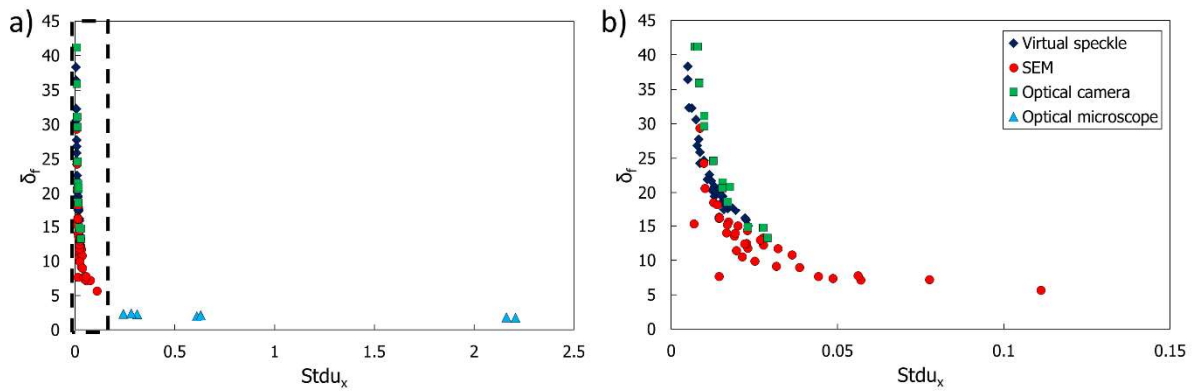 a)
45
40
35
30
25
20
15
10
5
0
δf
0 0.5 1 1.5 2 2.5
Stdux
b)
45
40
35
30
25
20
15
10
5
0
δf
Virtual speckle
SEM
Optical camera
Optical microscope
0 0.05 0.1 0.15
Stdux